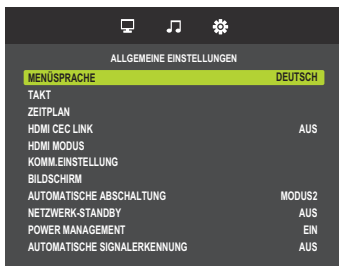 ALLGEMEINE EINSTELLUNGEN
MENÜSPRACHE DEUTSCH
TAKT
ZEITPLAN
HDMI CEC LINK AUS
HDMI MODUS
KOMM.EINSTELLUNG
BILDSCHIRM
AUTOMATISCHE ABSCHALTUNG MODUS2
NETZWERK-STANDBY AUS
POWER MANAGEMENT EIN
AUTOMATISCHE SIGNALERKENNUNG AUS